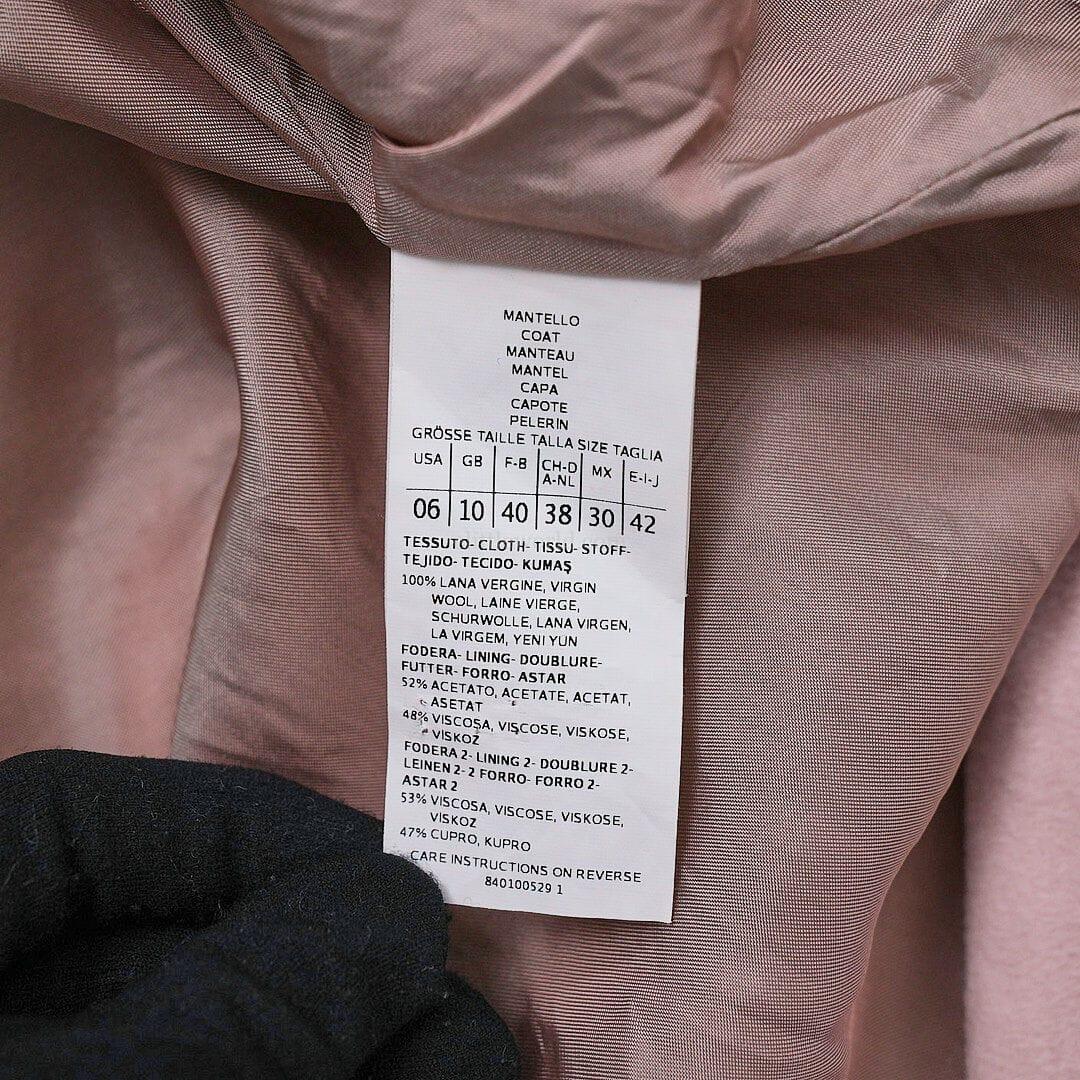 MANTELLO
COAT
MANTEAU
MANTEL
CAPA
CAPOTE
PELERIN
GRÖSSE TAILLE TALLA SIZE TAGLIA
USA GB F-B CH-D A-NL MX E-I-J
06 10 40 38 30 42
TESSUTO- CLOTH- TISSU- STOFF-
TEJIDO- TECIDO- KUMAŞ
100% LANA VERGINE, VIRGIN
WOOL, LAINE VIERGE,
SCHURWOLLE, LANA VIRGEN,
LA VIRGEM, YENI YUN
FODERA- LINING- DOUBLURE-
FUTTER- FORRO- ASTAR
52% ACETATO, ACETATE, ACETAT,
ASETAT
48% VISCOSA, VISCOSE, VISKOSE,
VISKOZ
FODERA 2- LINING 2- DOUBLURE 2-
LEINEN 2- 2 FORRO- FORRO 2-
ASTAR 2
53% VISCOSA, VISCOSE, VISKOSE,
VISKOZ
47% CUPRO, KUPRO
CARE INSTRUCTIONS ON REVERSE
840100529 1